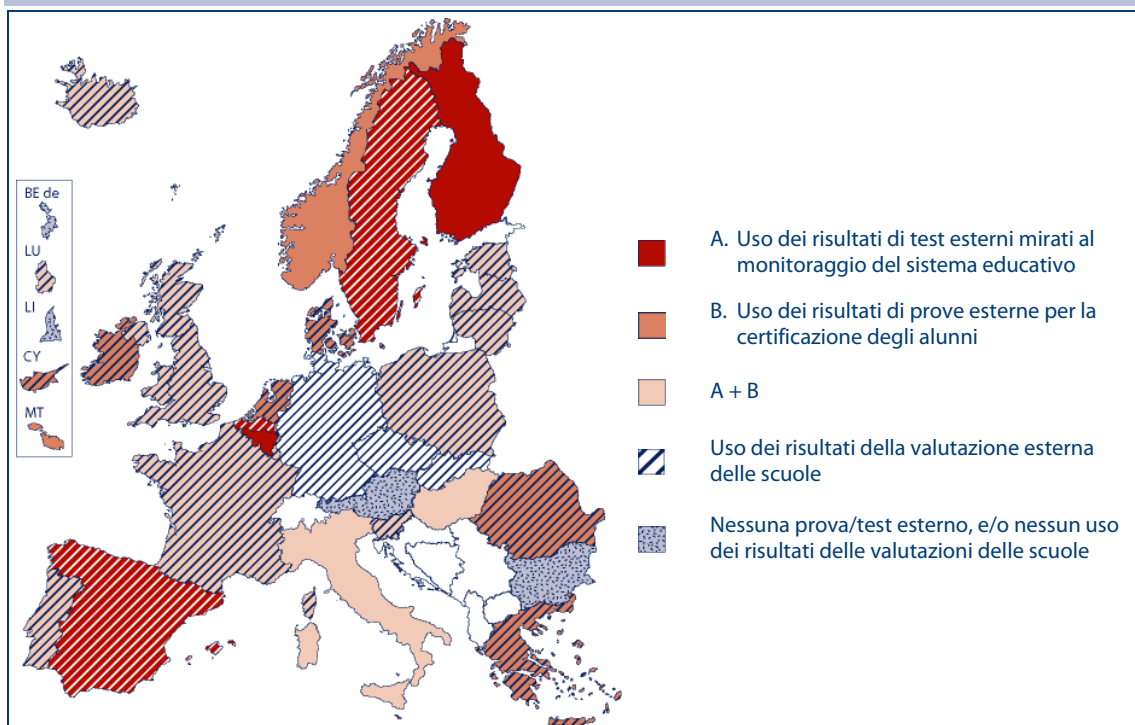 BE de
LU
LI
CY
MT
A. Uso dei risultati di test esterni mirati al
monitoraggio del sistema educativo
B. Uso dei risultati di prove esterne per la
certificazione degli alunni
A + B
Uso dei risultati della valutazione esterna
delle scuole
Nessuna prova/test esterno, e/o nessun uso
dei risultati delle valutazioni delle scuole